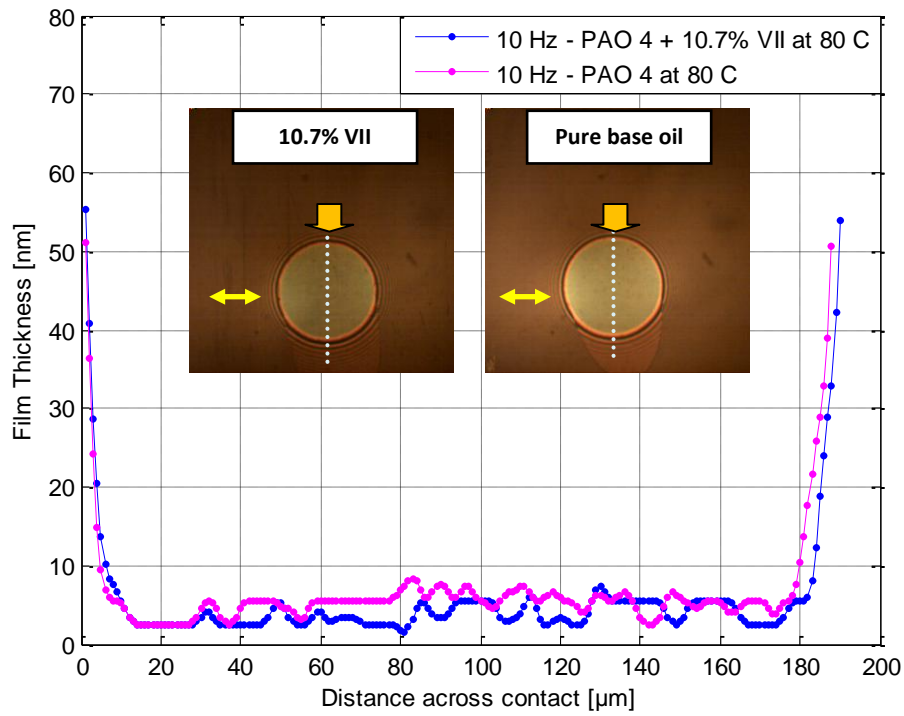 80
70
60
50
40
30
20
10
0
Film Thickness [nm]
10 Hz - PAO 4 + 10.7% VII at 80 C
10 Hz - PAO 4 at 80 C
10.7% VII
Pure base oil
0 20 40 60 80 100 120 140 160 180 200
Distance across contact [µm]